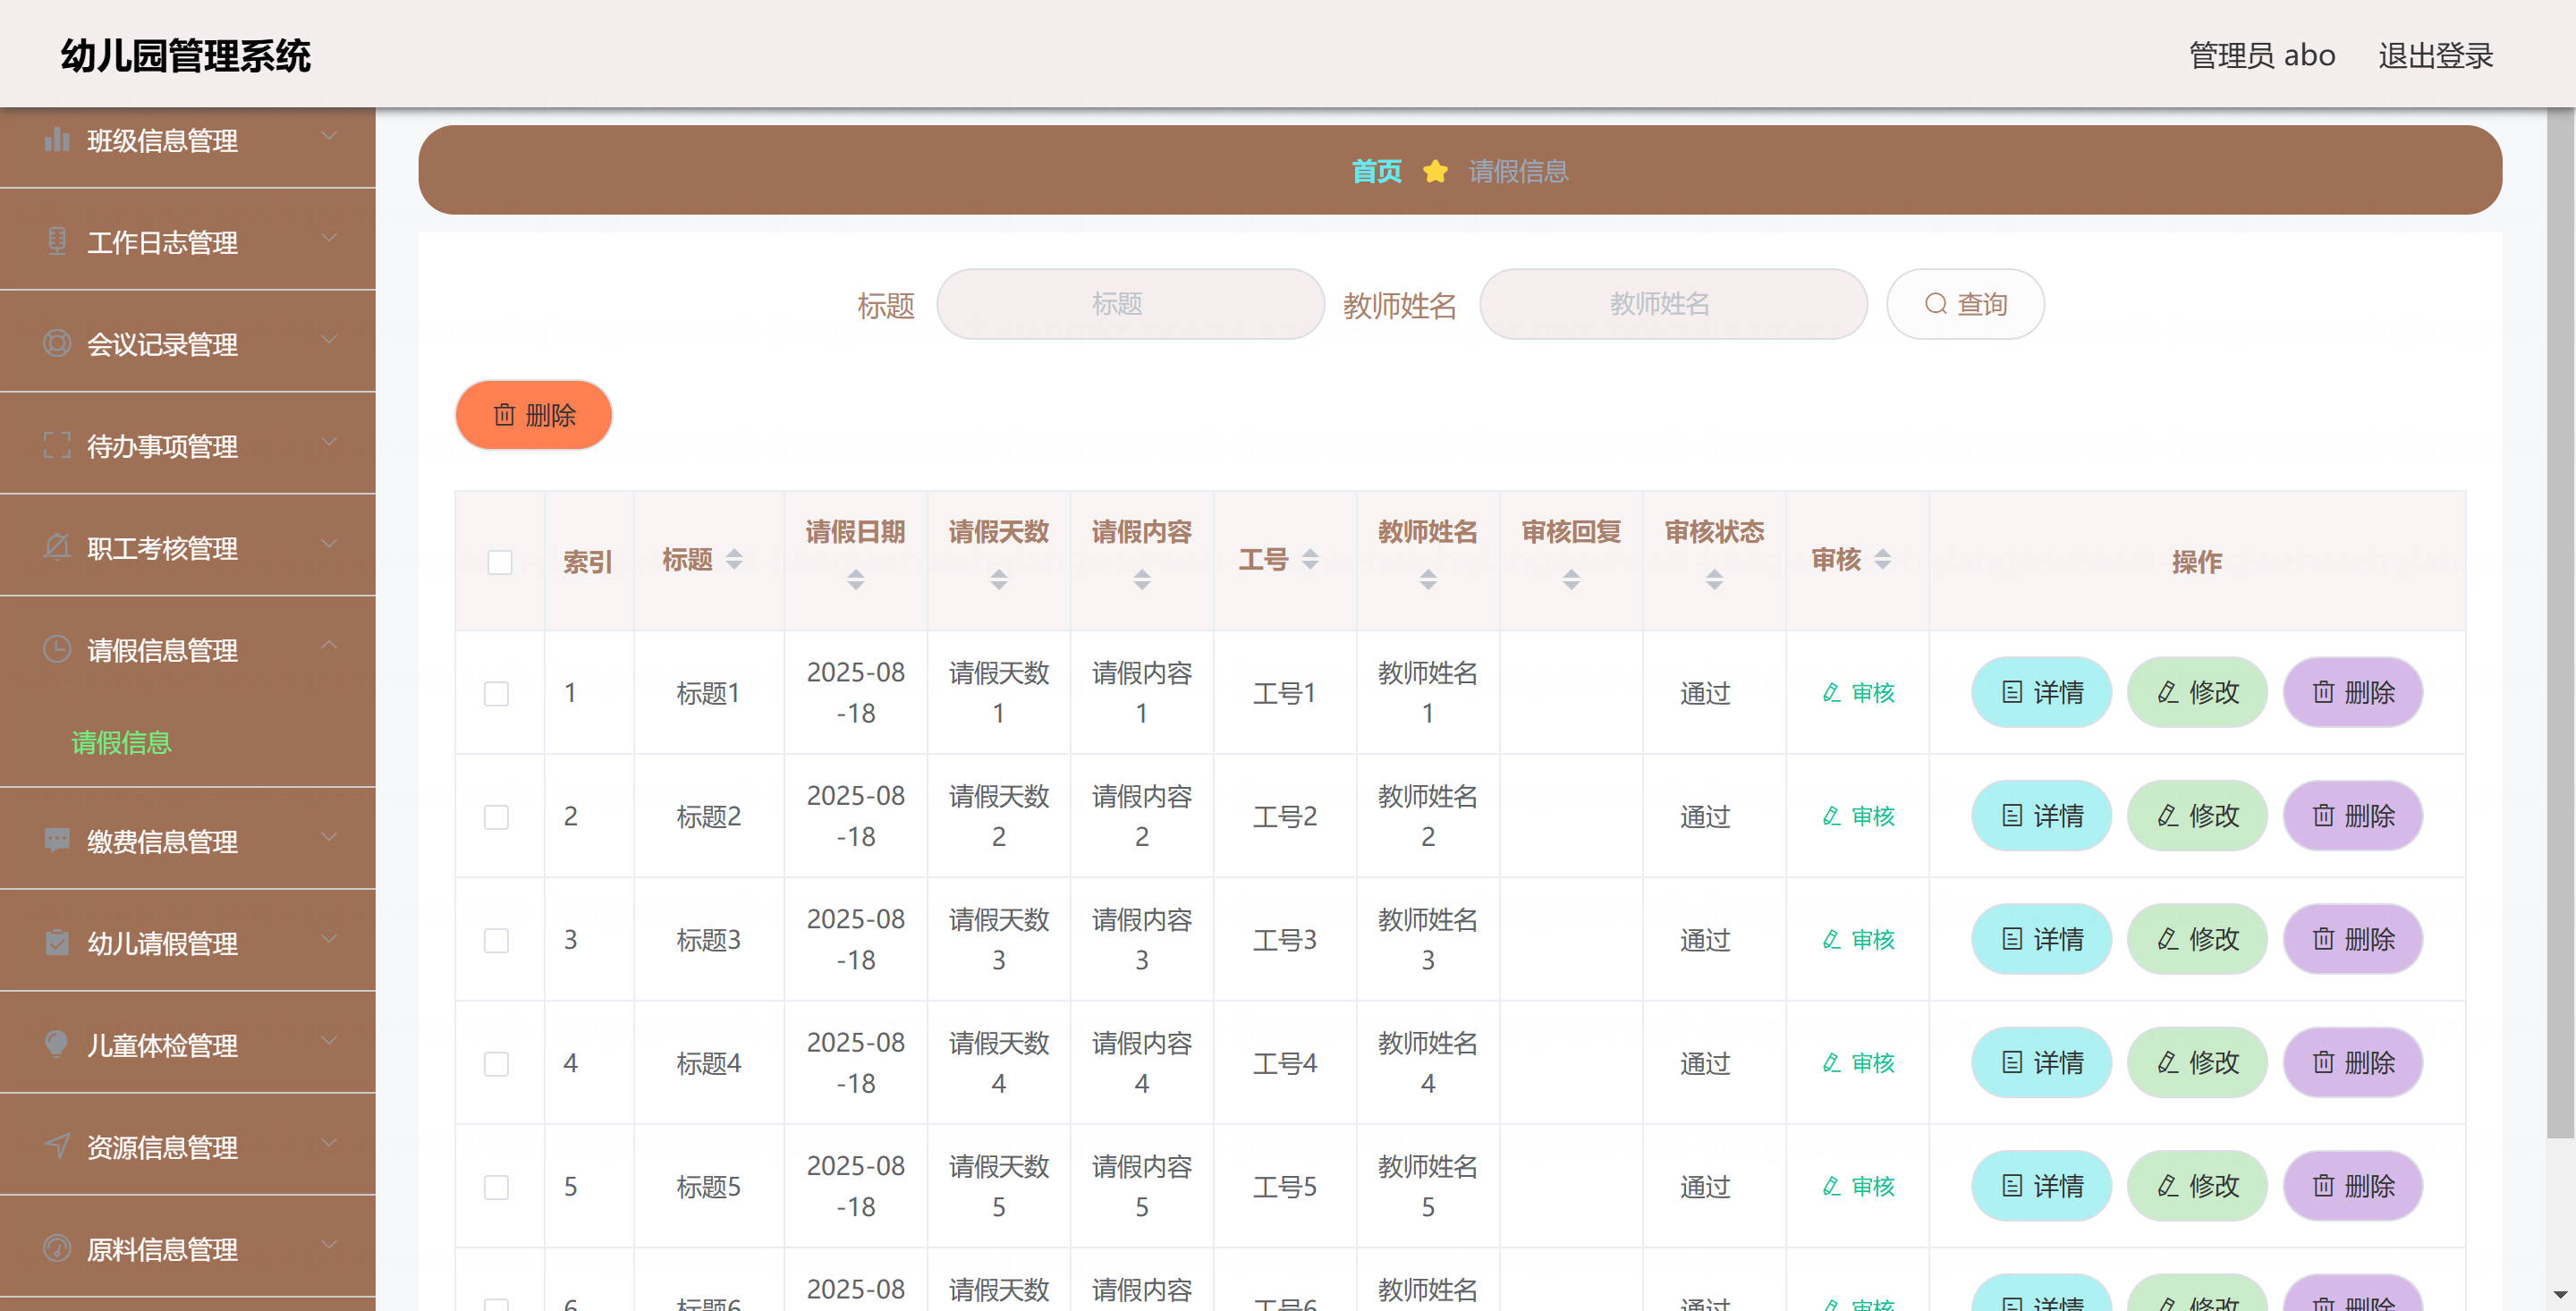 幼儿园管理系统
管理员 abo 退出登录
班级信息管理
工作日志管理
会议记录管理
待办事项管理
职工考核管理
请假信息管理
请假信息
缴费信息管理
幼儿请假管理
儿童体检管理
资源信息管理
原料信息管理
首页 请假信息
标题 标题 教师姓名 教师姓名 查询
删除
索引 标题 请假日期 请假天数 请假内容 工号 教师姓名 审核回复 审核状态 审核 操作
1 标题1 2025-08-18 请假天数1 请假内容1 工号1 教师姓名1 通过 审核 详情 修改 删除
2 标题2 2025-08-18 请假天数2 请假内容2 工号2 教师姓名2 通过 审核 详情 修改 删除
3 标题3 2025-08-18 请假天数3 请假内容3 工号3 教师姓名3 通过 审核 详情 修改 删除
4 标题4 2025-08-18 请假天数4 请假内容4 工号4 教师姓名4 通过 审核 详情 修改 删除
5 标题5 2025-08-18 请假天数5 请假内容5 工号5 教师姓名5 通过 审核 详情 修改 删除
6 标题6 2025-08 请假天数 请假内容 工号6 教师姓名 通过 审核 详情 修改 删除